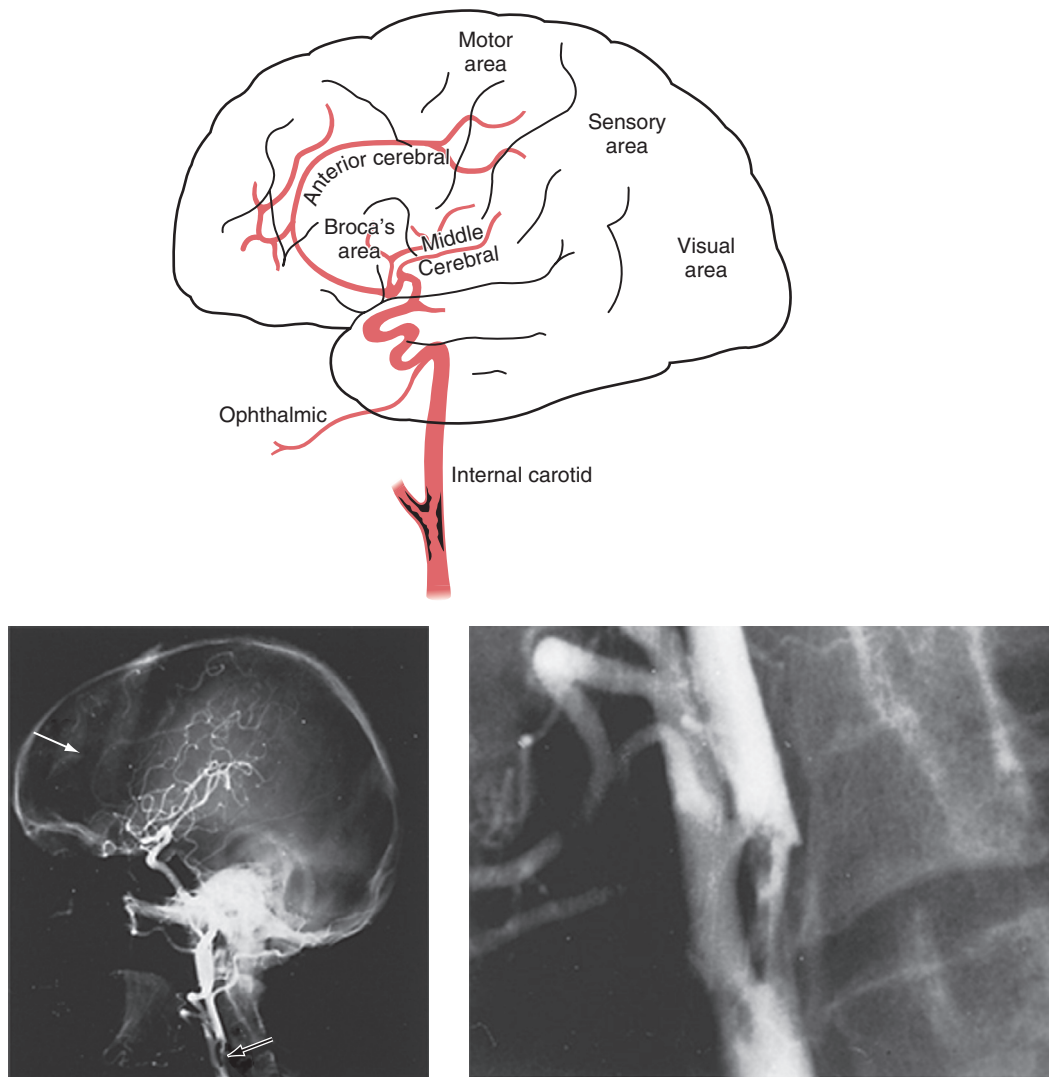 Motor
area
Sensory
area
Anterior cerebral
Broca's
area
Middle
Cerebral
Visual
area
Ophthalmic
Internal carotid